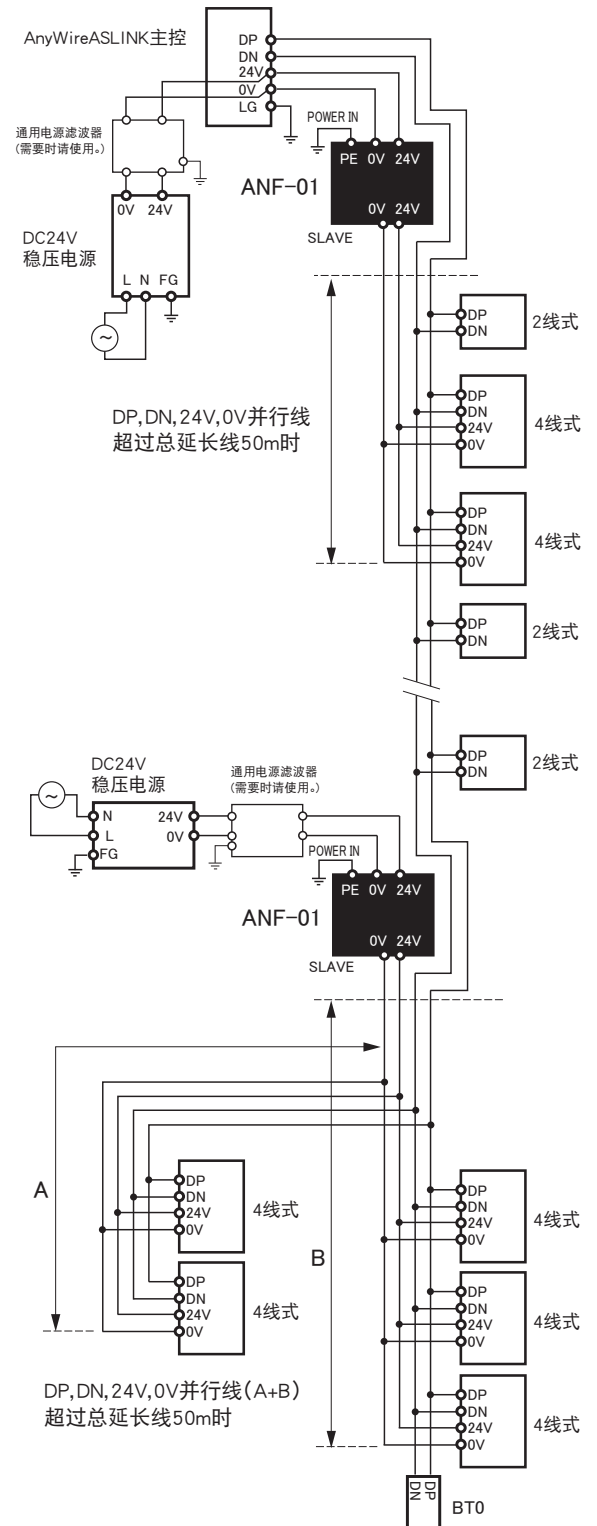 AnyWireASLINK主控
DP
DN
24V
0V
LG
通用电源滤波器
(需要时请使用。)
POWER IN
PE 0V 24V
ANF-01
0V 24V
SLAVE
0V 24V
DC24V
稳压电源
L N FG
~
DP
DN
2线式
DP,DN,24V,0V并行线
超过总延长线50m时
DP
DN
24V
0V
4线式
DP
DN
24V
0V
4线式
DP
DN
2线式
DP
DN
2线式
DC24V
稳压电源
~
N
L
FG
24V
0V
通用电源滤波器
(需要时请使用。)
POWER IN
PE 0V 24V
ANF-01
0V 24V
SLAVE
A
DP
DN
24V
0V
4线式
DP
DN
24V
0V
4线式
B
DP
DN
24V
0V
4线式
DP
DN
24V
0V
4线式
DP
DN
24V
0V
4线式
DP,DN,24V,0V并行线(A+B)
超过总延长线50m时
DN
DP
BT0